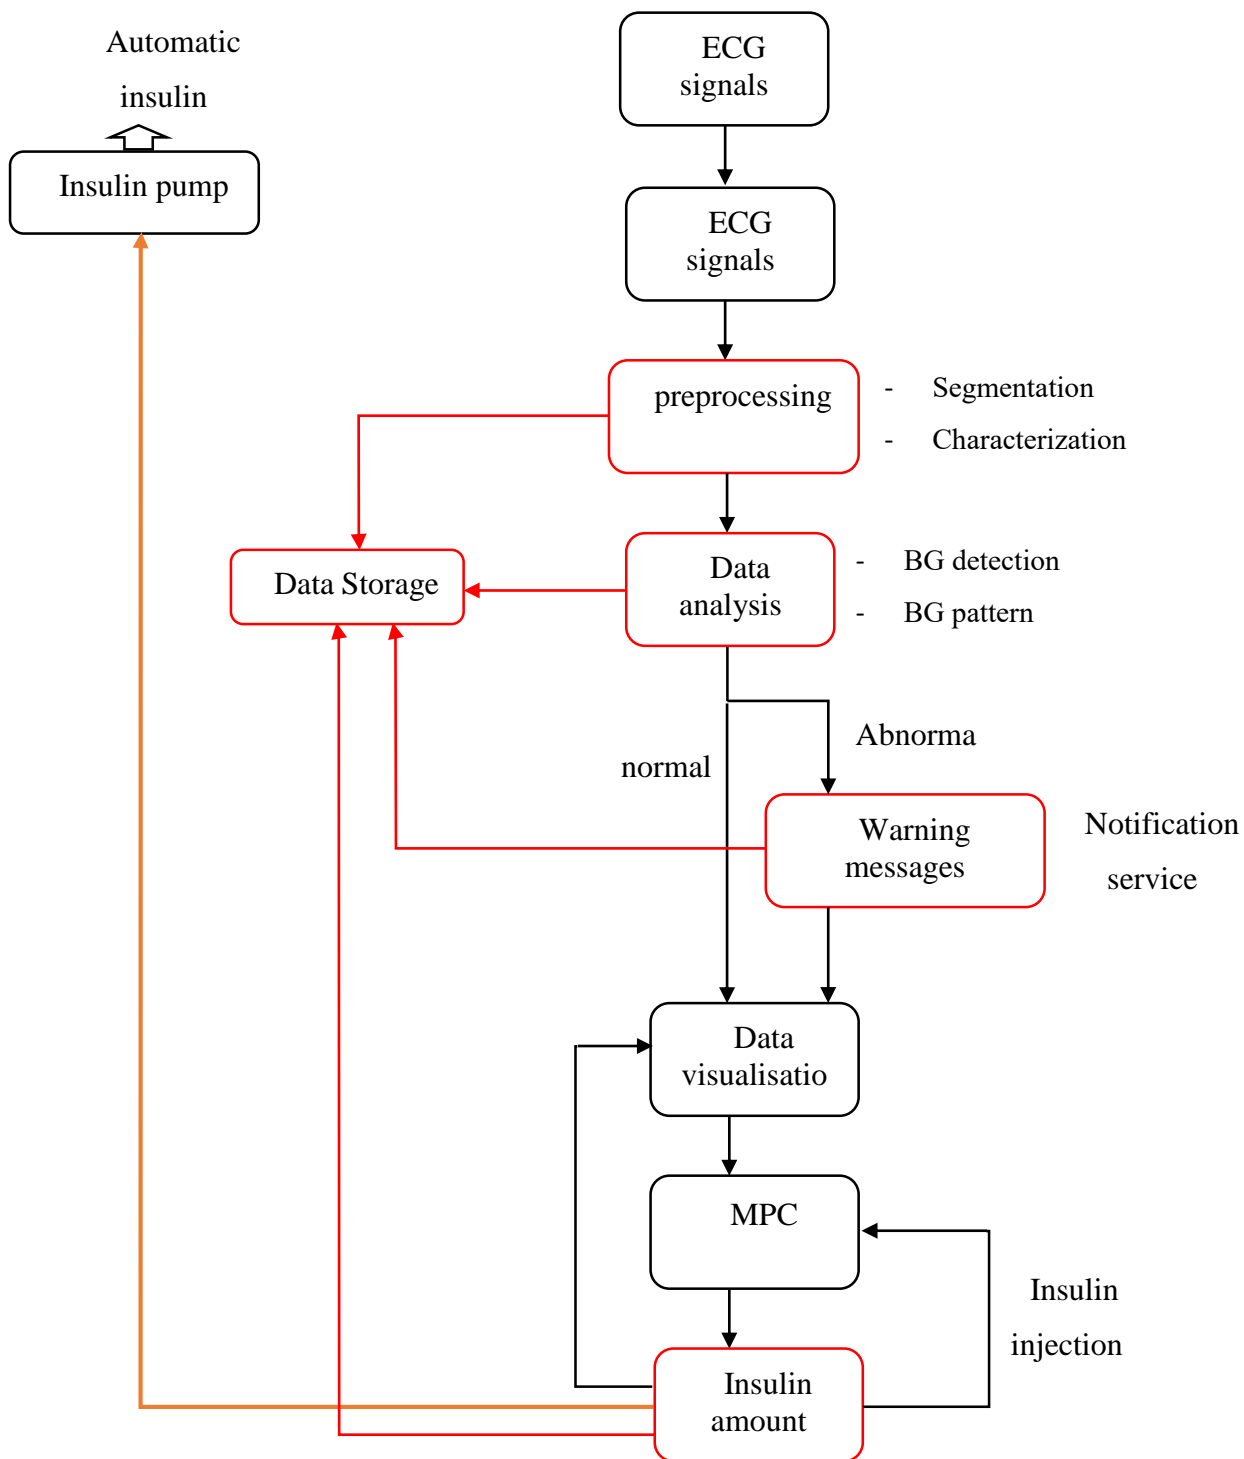 Automatic
insulin
Insulin pump
ECG
signals
ECG
signals
preprocessing
- Segmentation
- Characterization
Data Storage
Data
analysis
- BG detection
- BG pattern
normal
Abnorma
Warning
messages
Notification
service
Data
visualisatio
MPC
Insulin
injection
Insulin
amount